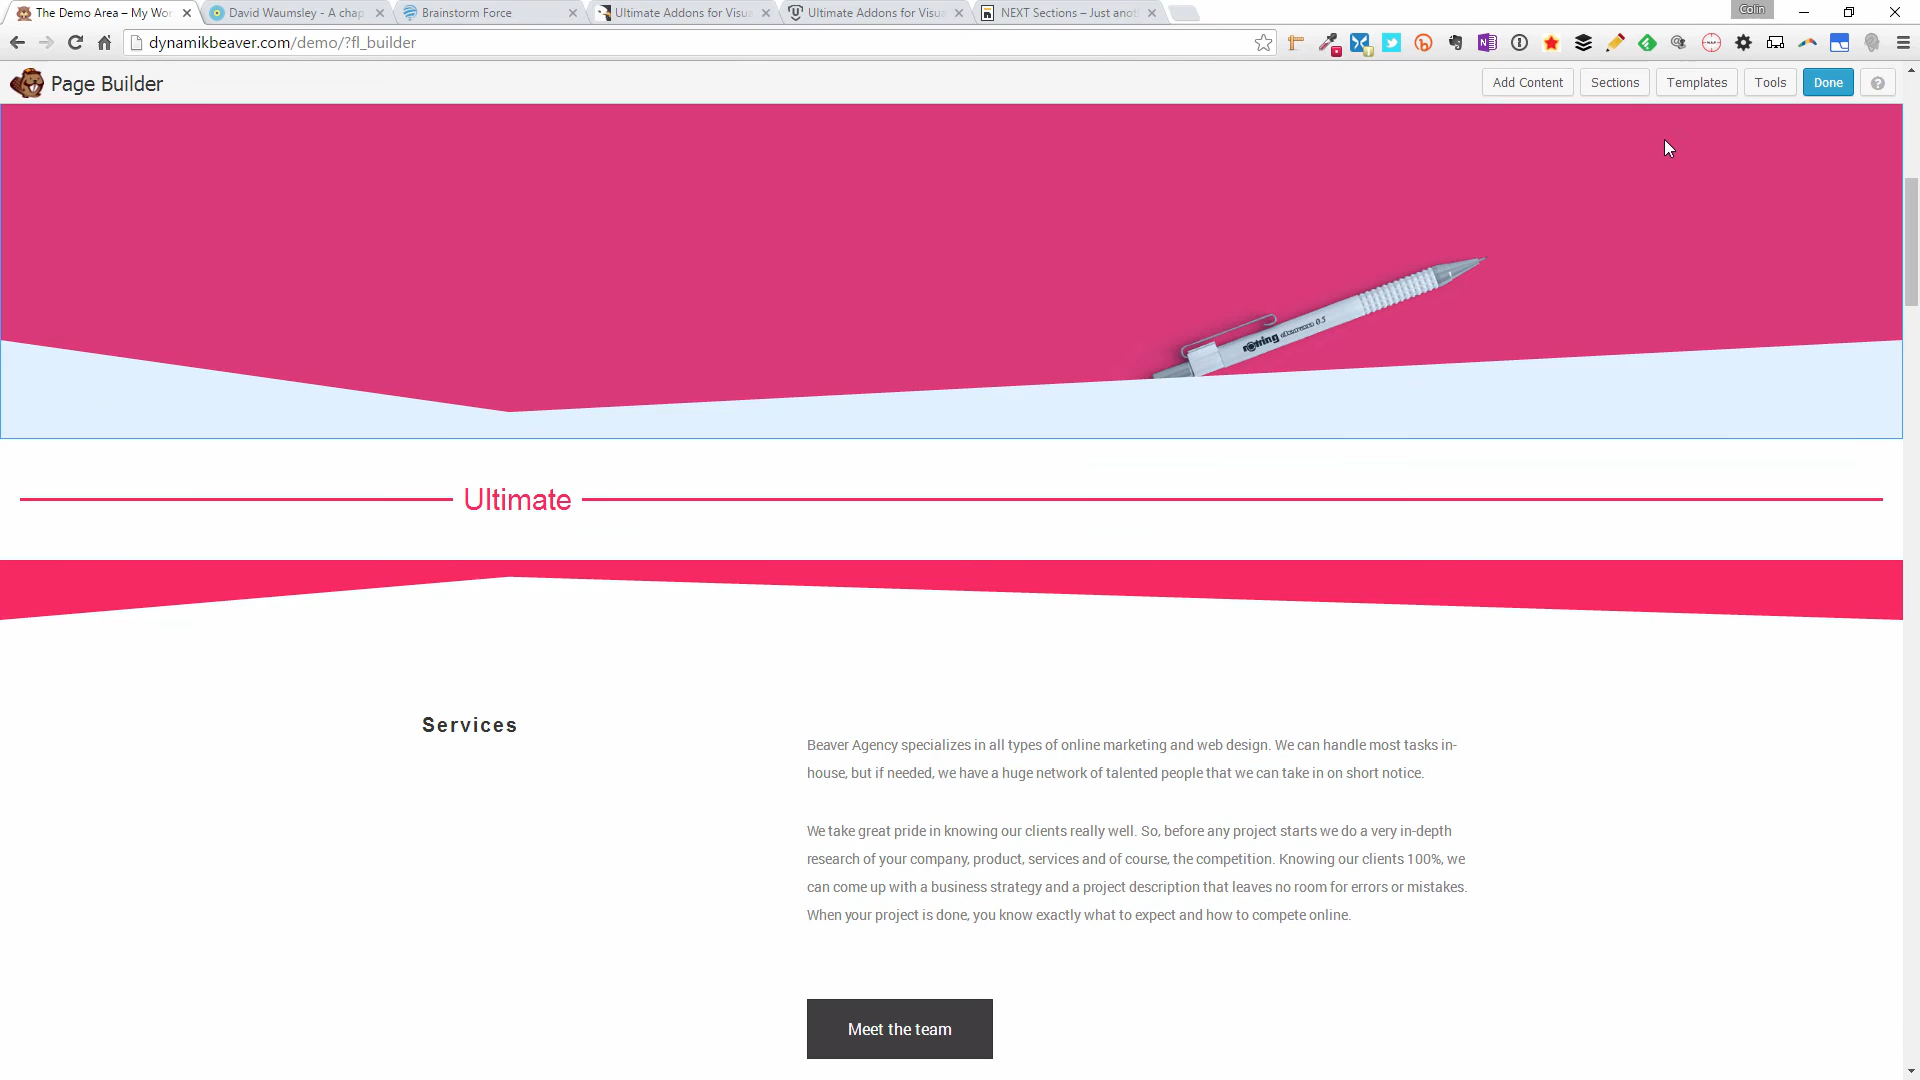 The Demo Area – My Wo
David Waumsley - A chap
Brainstorm Force
Ultimate Addons for Visu
Ultimate Addons for Visu
NEXT Sections – Just anot
Colin
dynamikbeaver.com/demo/?fl_builder
Page Builder
Add Content
Sections
Templates
Tools
Done
?
rotring
0.5
Ultimate
Services
Beaver Agency specializes in all types of online marketing and web design. We can handle most tasks in-
house, but if needed, we have a huge network of talented people that we can take in on short notice.
We take great pride in knowing our clients really well. So, before any project starts we do a very in-depth
research of your company, product, services and of course, the competition. Knowing our clients 100%, we
can come up with a business strategy and a project description that leaves no room for errors or mistakes.
When your project is done, you know exactly what to expect and how to compete online.
Meet the team